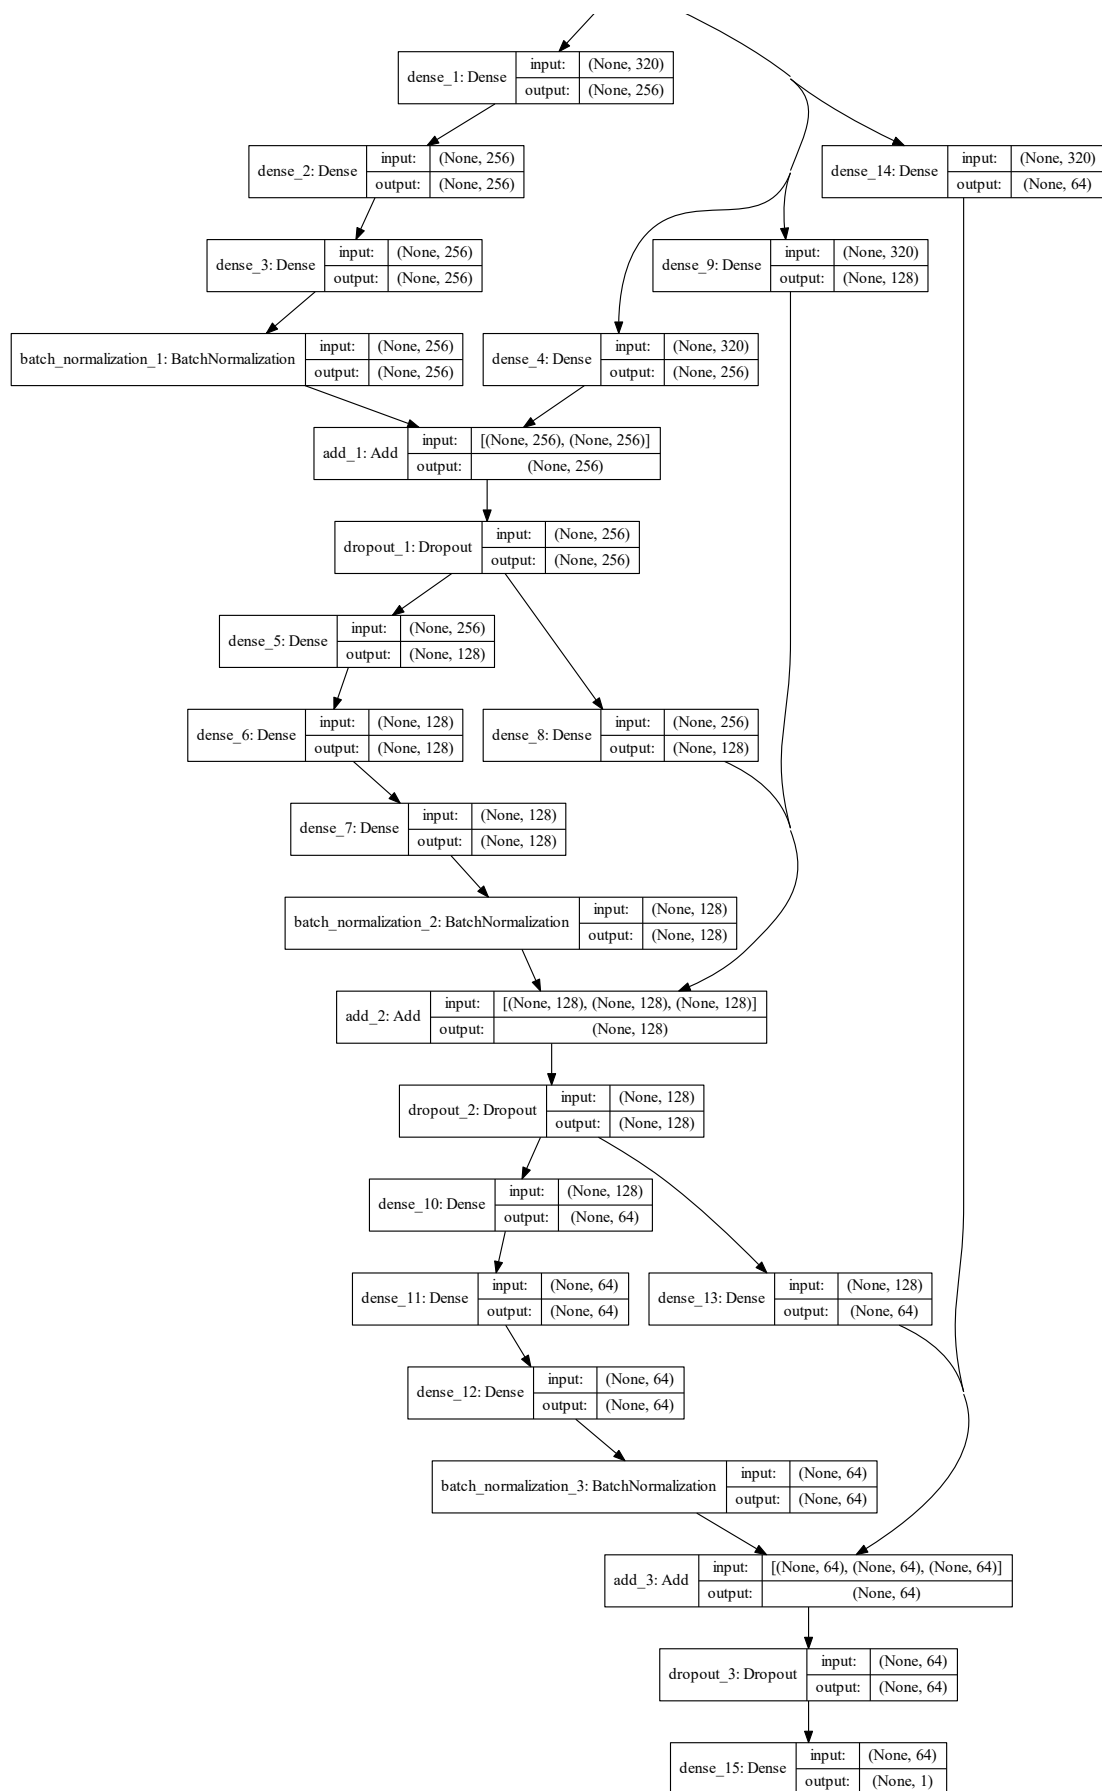 dense_1: Dense input: (None, 320)
output: (None, 256)
dense_2: Dense input: (None, 256)
output: (None, 256)
dense_14: Dense input: (None, 320)
output: (None, 64)
dense_3: Dense input: (None, 256)
output: (None, 256)
dense_9: Dense input: (None, 320)
output: (None, 128)
batch_normalization_1: BatchNormalization input: (None, 256)
output: (None, 256)
dense_4: Dense input: (None, 320)
output: (None, 256)
add_1: Add input: [(None, 256), (None, 256)]
output: (None, 256)
dropout_1: Dropout input: (None, 256)
output: (None, 256)
dense_5: Dense input: (None, 256)
output: (None, 128)
dense_6: Dense input: (None, 128)
output: (None, 128)
dense_8: Dense input: (None, 256)
output: (None, 128)
dense_7: Dense input: (None, 128)
output: (None, 128)
batch_normalization_2: BatchNormalization input: (None, 128)
output: (None, 128)
add_2: Add input: [(None, 128), (None, 128), (None, 128)]
output: (None, 128)
dropout_2: Dropout input: (None, 128)
output: (None, 128)
dense_10: Dense input: (None, 128)
output: (None, 64)
dense_11: Dense input: (None, 64)
output: (None, 64)
dense_13: Dense input: (None, 128)
output: (None, 64)
dense_12: Dense input: (None, 64)
output: (None, 64)
batch_normalization_3: BatchNormalization input: (None, 64)
output: (None, 64)
add_3: Add input: [(None, 64), (None, 64), (None, 64)]
output: (None, 64)
dropout_3: Dropout input: (None, 64)
output: (None, 64)
dense_15: Dense input: (None, 64)
output: (None, 1)